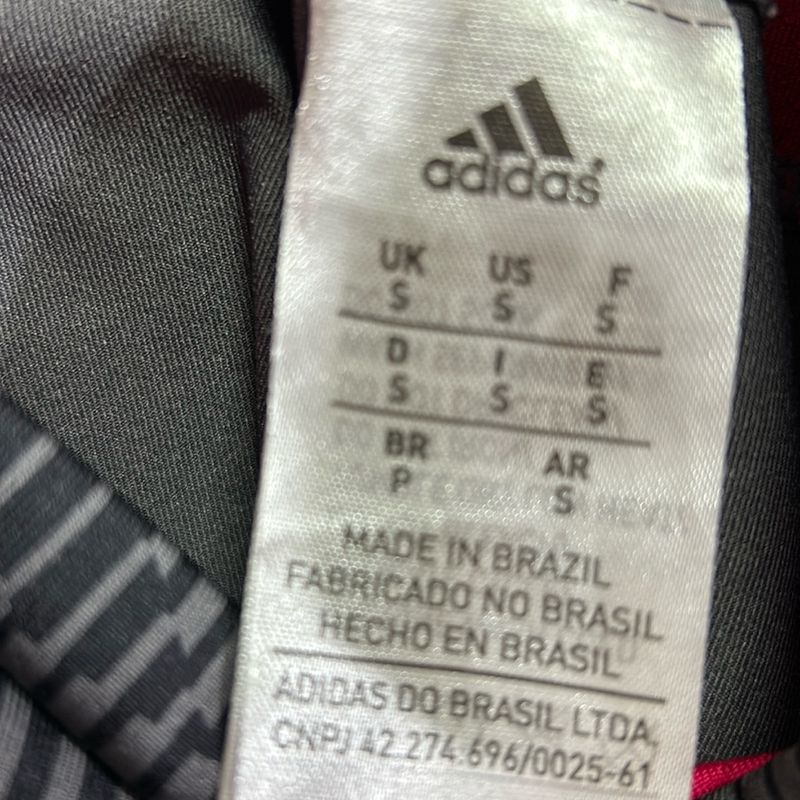 adidas
UK US F
S S S
D I E
S S S
BR AR
P S
MADE IN BRAZIL
FABRICADO NO BRASIL
HECHO EN BRASIL
ADIDAS DO BRASIL LTDA.
CNPJ 42.274.696/0025-61